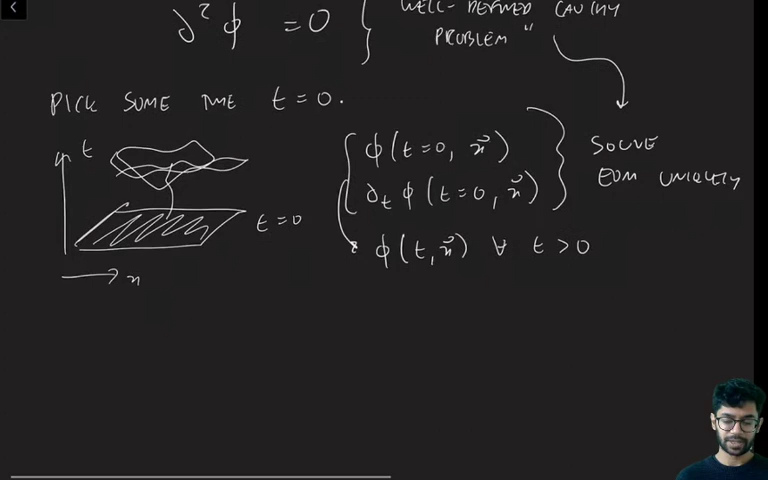 ∂²ϕ = 0
WELL-DEFINED CAUCHY
PROBLEM"
PICK SOME TIME t=0.
t
t=0
x
ϕ(t=0, x⃗)
∂ₜϕ(t=0, x⃗)
ϕ(t, x⃗) ∀ t>0
SOLVE
EOM UNIQUELY